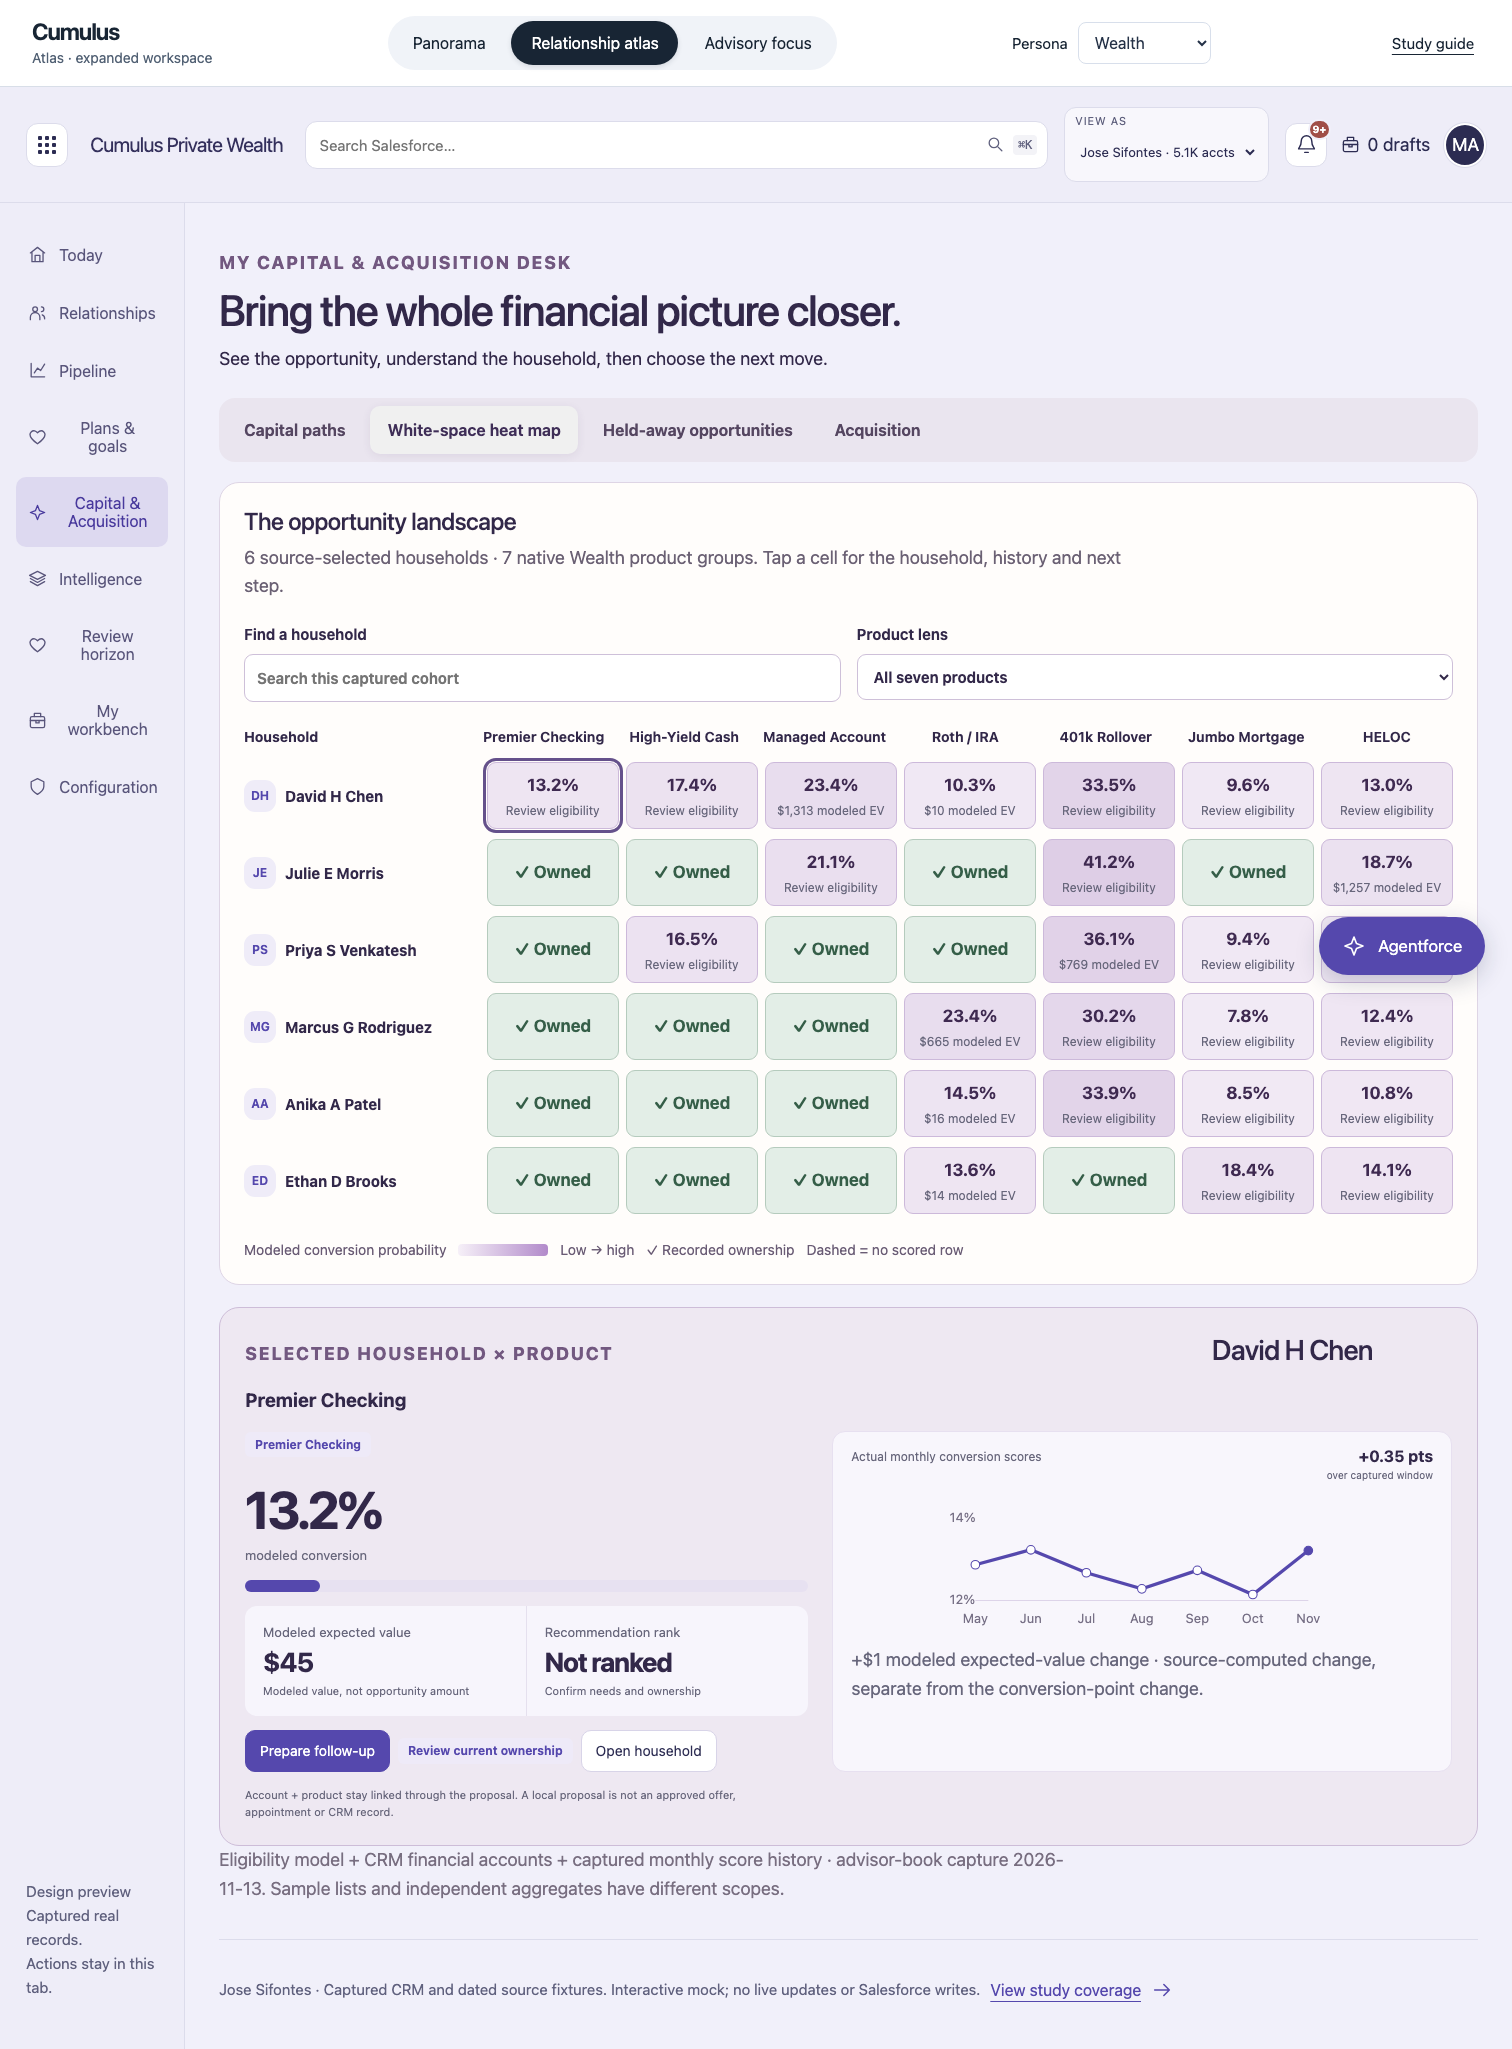 Cumulus
Atlas · expanded workspace
Panorama
Relationship atlas
Advisory focus
Persona
Wealth
Study guide
Cumulus Private Wealth
Search Salesforce...
⌘K
VIEW AS
Jose Sifontes · 5.1K accts
9+
0 drafts
MA
Today
Relationships
Pipeline
Plans &
goals
Capital &
Acquisition
Intelligence
Review
horizon
My
workbench
Configuration
Design preview
Captured real
records.
Actions stay in this
tab.
MY CAPITAL & ACQUISITION DESK
Bring the whole financial picture closer.
See the opportunity, understand the household, then choose the next move.
Capital paths
White-space heat map
Held-away opportunities
Acquisition
The opportunity landscape
6 source-selected households · 7 native Wealth product groups. Tap a cell for the household, history and next
step.
Find a household
Search this captured cohort
Product lens
All seven products
Household Premier Checking High-Yield Cash Managed Account Roth / IRA 401k Rollover Jumbo Mortgage HELOC
DH David H Chen
13.2% 17.4% 23.4% 10.3% 33.5% 9.6% 13.0%
Review eligibility Review eligibility $1,313 modeled EV $10 modeled EV Review eligibility Review eligibility Review eligibility
JE Julie E Morris
✓ Owned ✓ Owned 21.1% ✓ Owned 41.2% ✓ Owned 18.7%
Review eligibility Review eligibility $1,257 modeled EV
PS Priya S Venkatesh
✓ Owned 16.5% ✓ Owned ✓ Owned 36.1% 9.4%
Review eligibility $769 modeled EV Review eligibility
Agentforce
MG Marcus G Rodriguez
✓ Owned ✓ Owned ✓ Owned 23.4% 30.2% 7.8% 12.4%
$665 modeled EV Review eligibility Review eligibility Review eligibility
AA Anika A Patel
✓ Owned ✓ Owned ✓ Owned 14.5% 33.9% 8.5% 10.8%
$16 modeled EV Review eligibility Review eligibility Review eligibility
ED Ethan D Brooks
✓ Owned ✓ Owned ✓ Owned 13.6% ✓ Owned 18.4% 14.1%
$14 modeled EV Review eligibility Review eligibility
Modeled conversion probability Low → high ✓ Recorded ownership Dashed = no scored row
SELECTED HOUSEHOLD × PRODUCT
David H Chen
Premier Checking
Premier Checking
13.2%
modeled conversion
Modeled expected value
$45
Modeled value, not opportunity amount
Recommendation rank
Not ranked
Confirm needs and ownership
Prepare follow-up
Review current ownership
Open household
Account + product stay linked through the proposal. A local proposal is not an approved offer,
appointment or CRM record.
Actual monthly conversion scores
+0.35 pts
over captured window
14%
12%
May Jun Jul Aug Sep Oct Nov
+$1 modeled expected-value change · source-computed change,
separate from the conversion-point change.
Eligibility model + CRM financial accounts + captured monthly score history · advisor-book capture 2026-
11-13. Sample lists and independent aggregates have different scopes.
Jose Sifontes · Captured CRM and dated source fixtures. Interactive mock; no live updates or Salesforce writes. View study coverage →